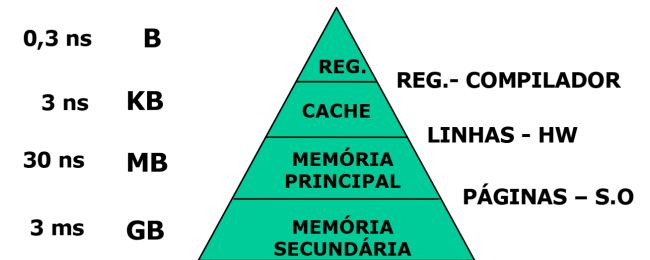 0,3 ns B
REG.
REG.- COMPILADOR
3 ns KB
CACHE
LINHAS - HW
30 ns MB
MEMÓRIA
PRINCIPAL
PÁGINAS – S.O
3 ms GB
MEMÓRIA
SECUNDÁRIA